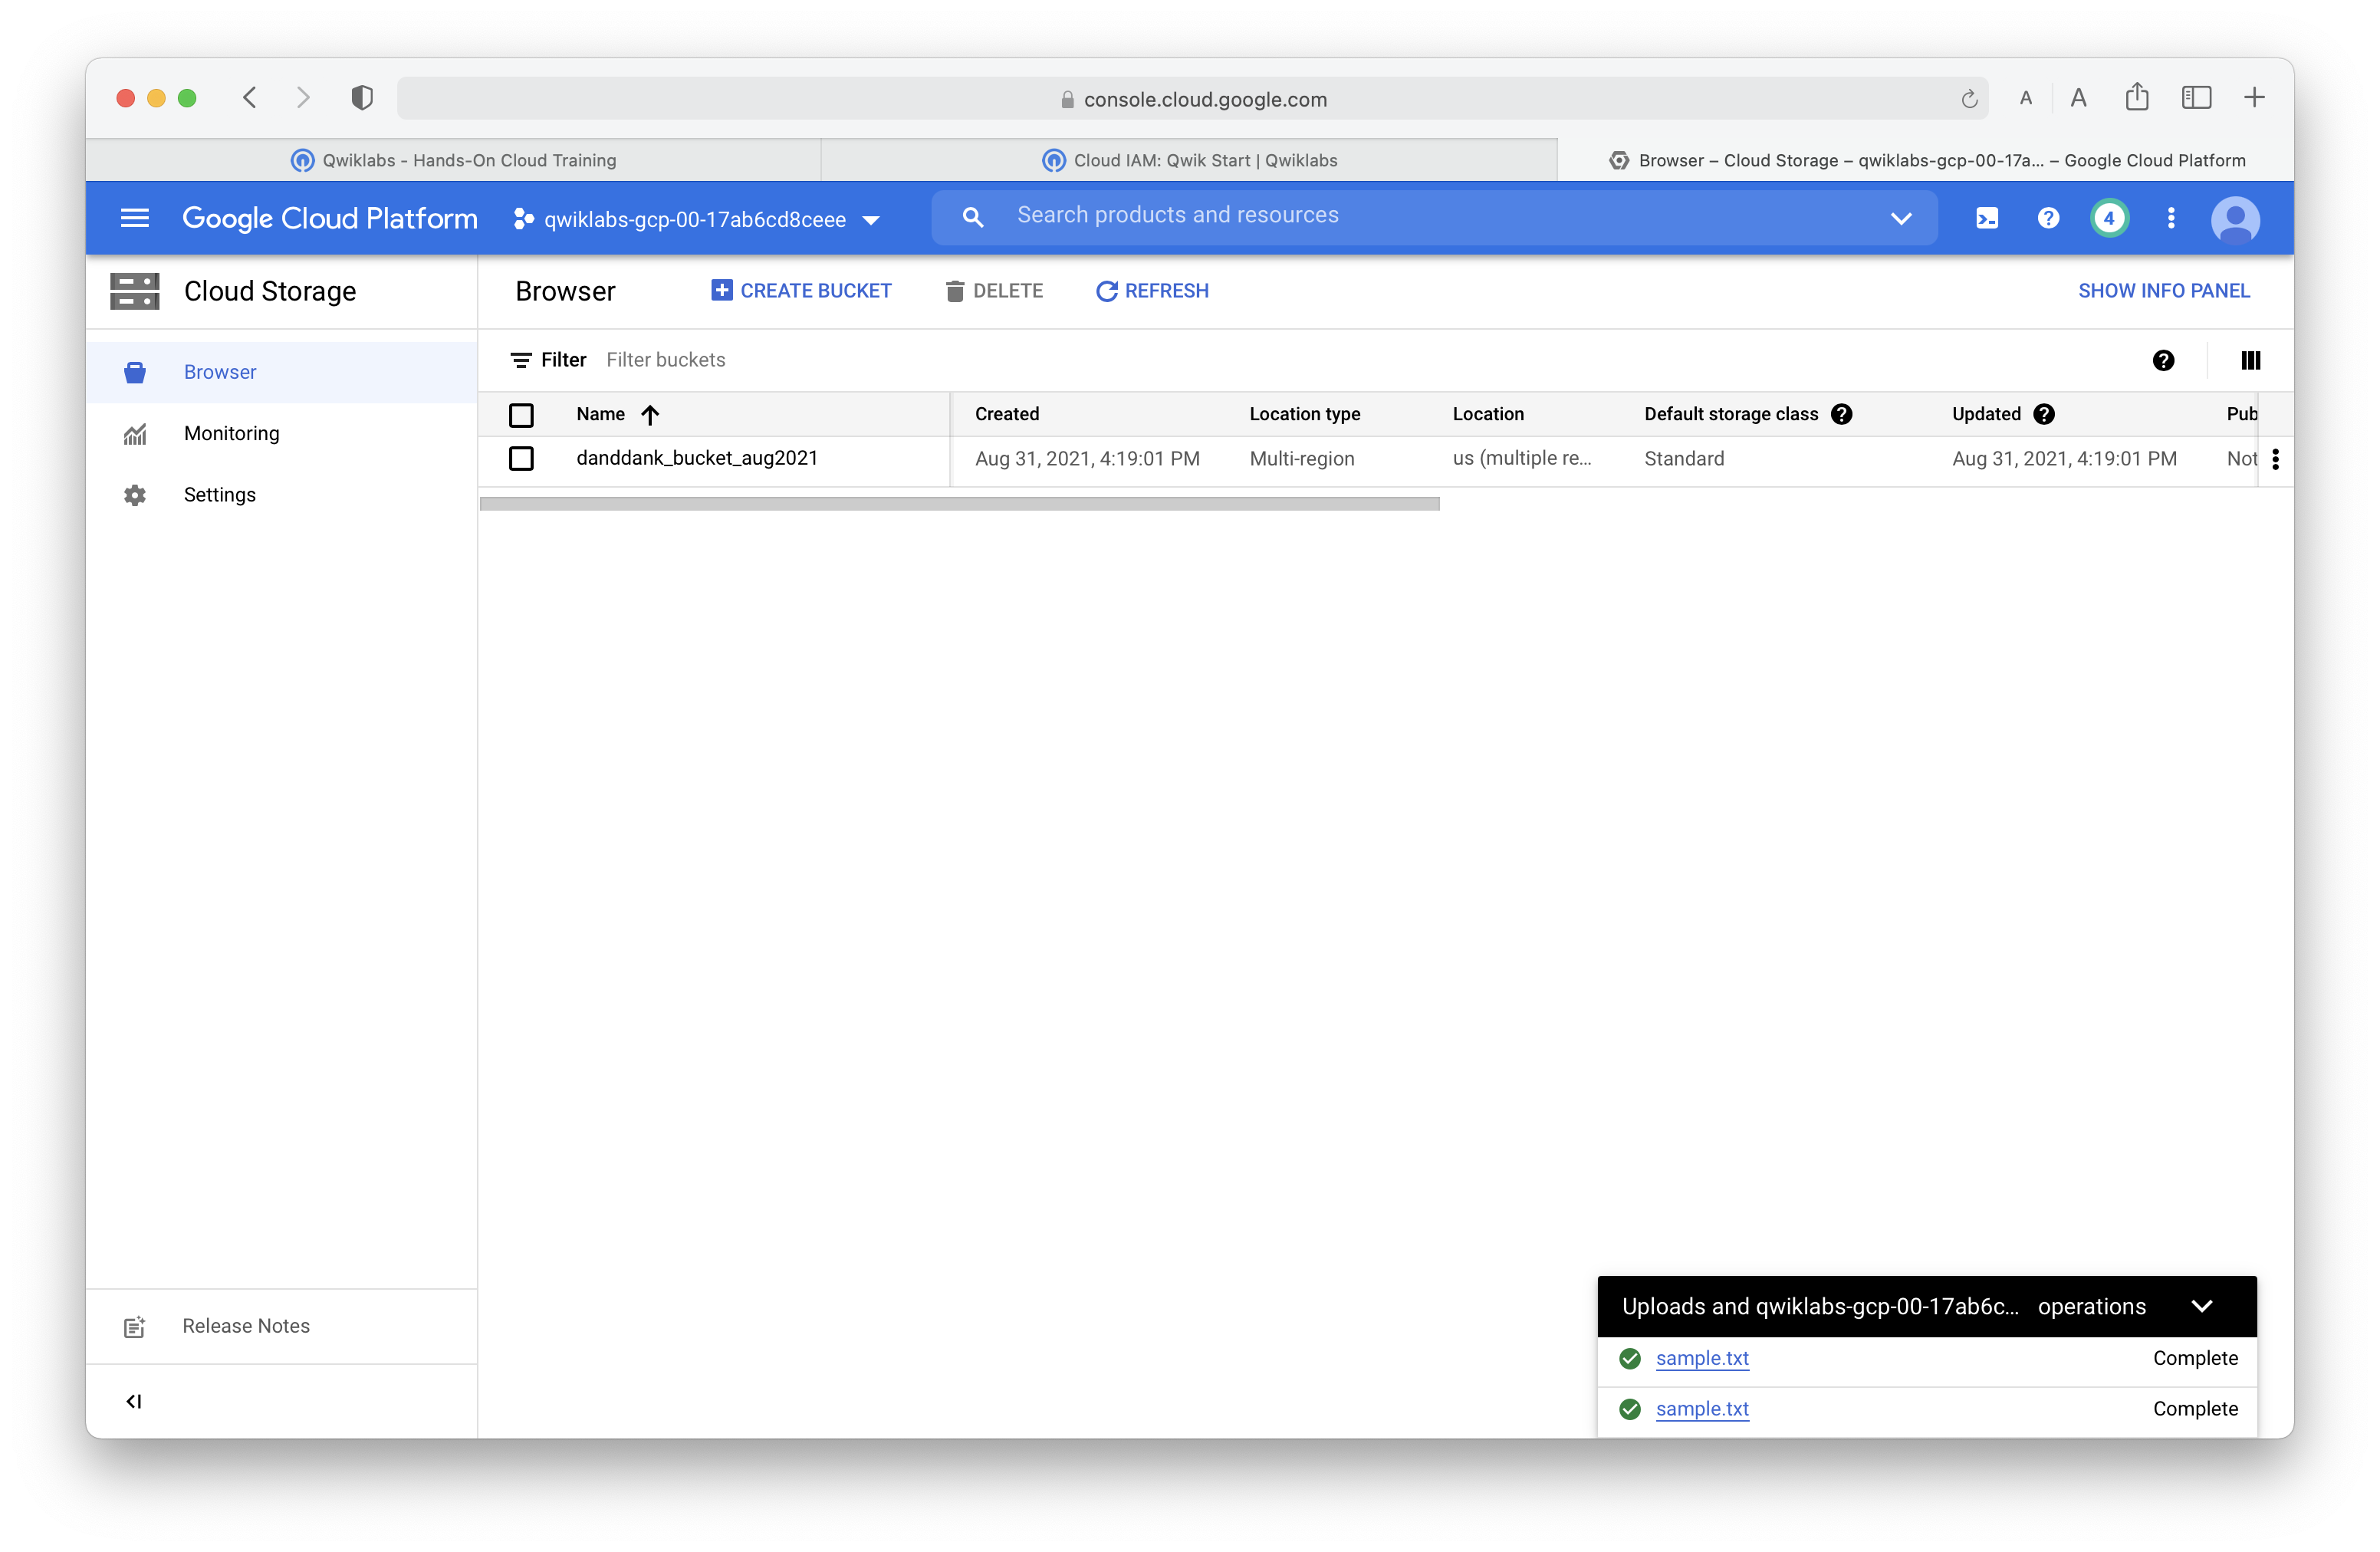 console.cloud.google.com
A A
Qwiklabs - Hands-On Cloud Training
Cloud IAM: Qwik Start | Qwiklabs
Browser – Cloud Storage – qwiklabs-gcp-00-17a... – Google Cloud Platform
Google Cloud Platform
qwiklabs-gcp-00-17ab6cd8ceee
Search products and resources
4
Cloud Storage
Browser
CREATE BUCKET
DELETE
REFRESH
SHOW INFO PANEL
Browser
Monitoring
Settings
Filter Filter buckets
Name Created Location type Location Default storage class Updated Pub
danddank_bucket_aug2021 Aug 31, 2021, 4:19:01 PM Multi-region us (multiple re... Standard Aug 31, 2021, 4:19:01 PM Not
Release Notes
Uploads and qwiklabs-gcp-00-17ab6c... operations
sample.txt Complete
sample.txt Complete